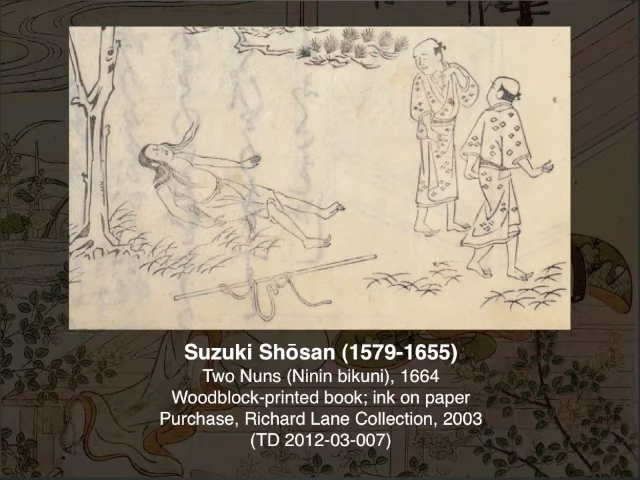 Suzuki Shōsan (1579-1655)
Two Nuns (Ninin bikuni), 1664
Woodblock-printed book; ink on paper
Purchase, Richard Lane Collection, 2003
(TD 2012-03-007)